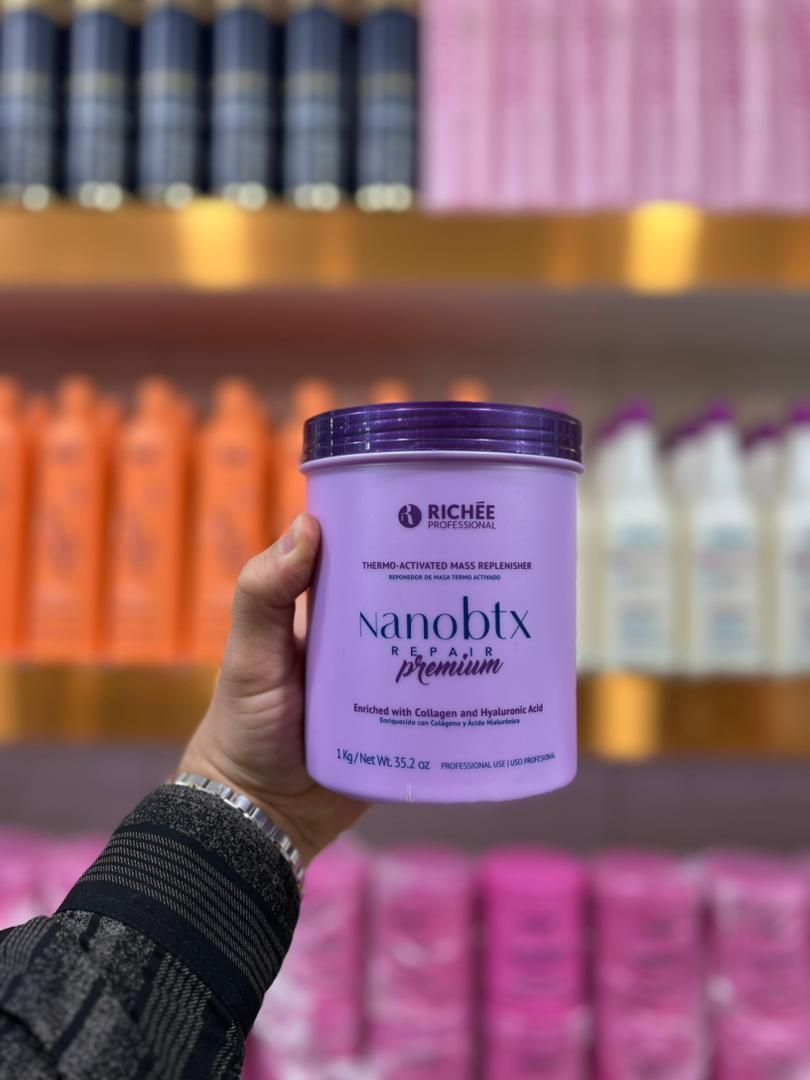 RICHÉE
PROFESSIONAL
THERMO-ACTIVATED MASS REPLENISHER
REPONEDOR DE MASA TERMO ACTIVADO
nanobtx
REPAIR
premium
Enriched with Collagen and Hyaluronic Acid
Enriquecido con Colágeno y Ácido Hialurónico
1 Kg / Net Wt. 35.2 oz PROFESSIONAL USE | USO PROFESIONAL